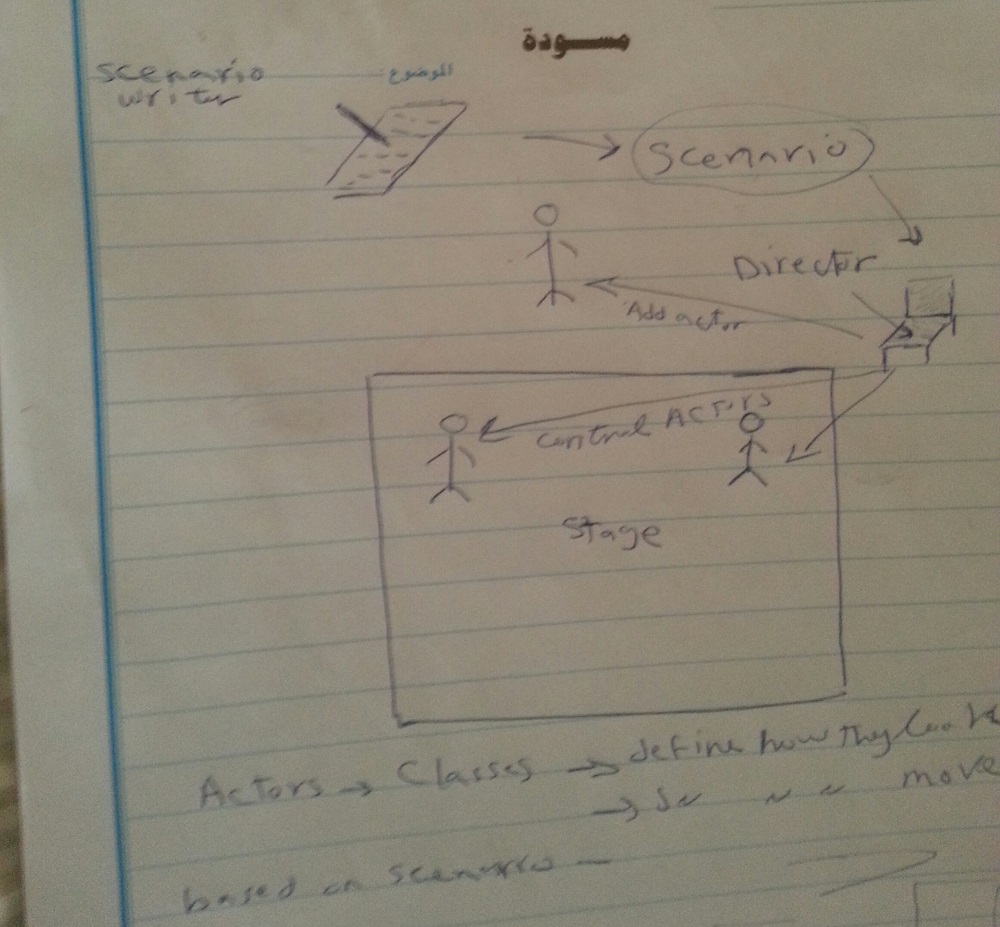 مسودة
الموضوع:
scenario
writer
Scenario
Director
Add actor
Control ACTORS
Stage
Actors → Classes → define how they look
→ d~ ~ ~ ~ move
based on scenario —